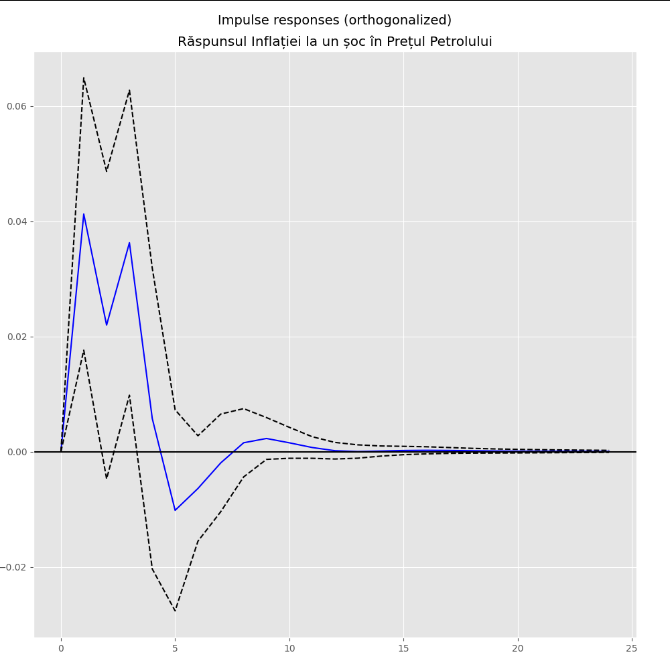 Impulse responses (orthogonalized)
Răspunsul Inflației la un șoc în Prețul Petrolului
0.06
0.04
0.02
0.00
−0.02
0 5 10 15 20 25